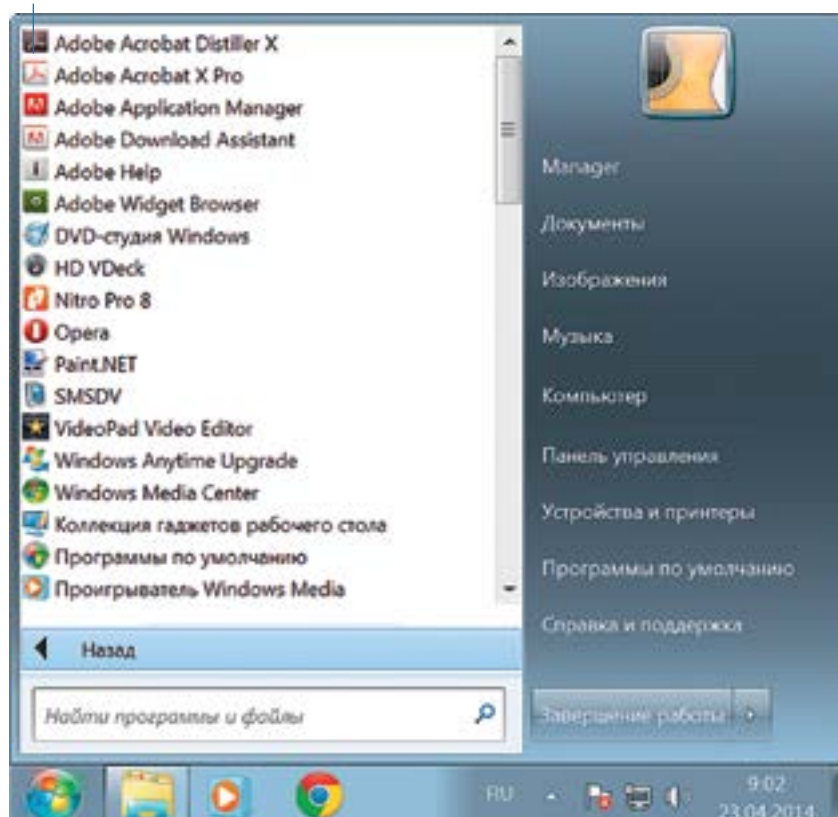 Adobe Acrobat Distiller X
Adobe Acrobat X Pro
Adobe Application Manager
Adobe Download Assistant
Adobe Help
Adobe Widget Browser
DVD-студия Windows
HD VDeck
Nitro Pro 8
Opera
Paint.NET
SMSDV
VideoPad Video Editor
Windows Anytime Upgrade
Windows Media Center
Коллекция гаджетов рабочего стола
Программы по умолчанию
Проигрыватель Windows Media
Назад
Найти программы и файлы
Manager
Документы
Изображения
Музыка
Компьютер
Панель управления
Устройства и принтеры
Программы по умолчанию
Справка и поддержка
Завершение работы
RU
9:02
23.04.2014